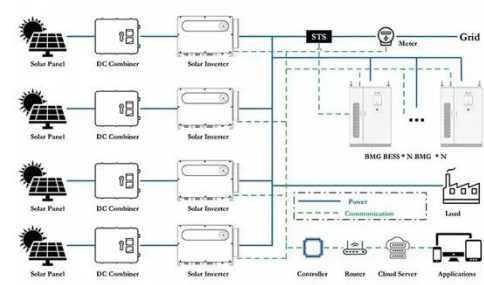 STS
Meter
Grid
Solar Panel
DC Combiner
Solar Inverter
Solar Panel
DC Combiner
Solar Inverter
BMG BESS * N BMG * N
Solar Panel
DC Combiner
Solar Inverter
Power
Communication
Load
Solar Panel
DC Combiner
Solar Inverter
Controller
Router
Cloud Server
Applications